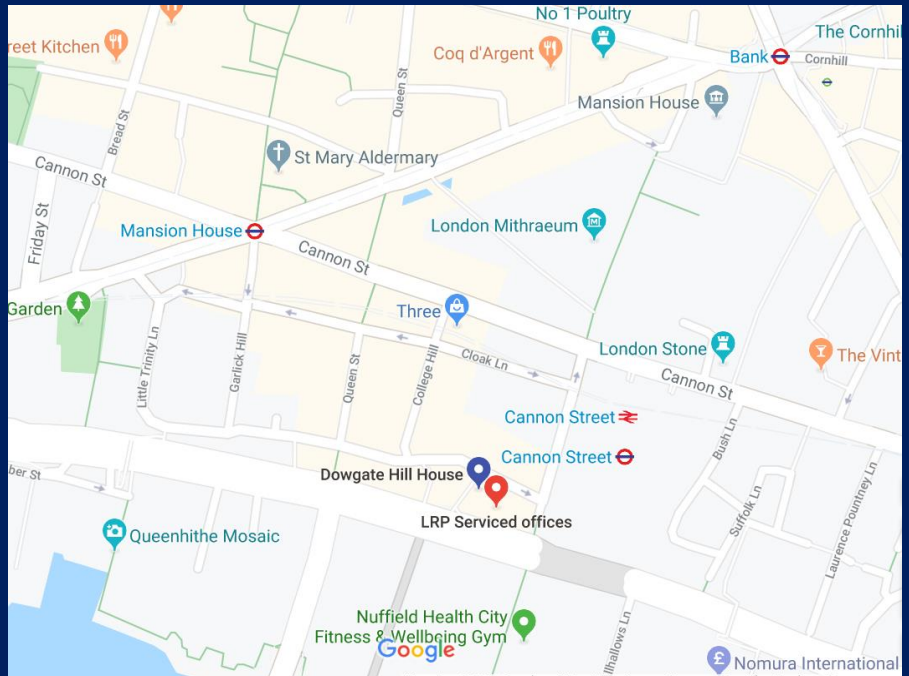 No 1 Poultry
The Cornhil
reet Kitchen
Coq d'Argent
Bank
Cornhill
Queen St
Mansion House
Bread St
St Mary Aldermary
Cannon St
Mansion House
London Mithraeum
Friday St
Cannon St
Garden
Three
Little Trinity Ln
Garlick Hill
Queen St
College Hill
Cloak Ln
London Stone
The Vint
Cannon St
Cannon Street
Cannon Street
Bush Ln
Dowgate Hill House
ber St
LRP Serviced offices
Suffolk Ln
Laurence Pountney Ln
Queenhithe Mosaic
Nuffield Health City
Fitness & Wellbeing Gym
Google
llhallows Ln
£
Nomura International